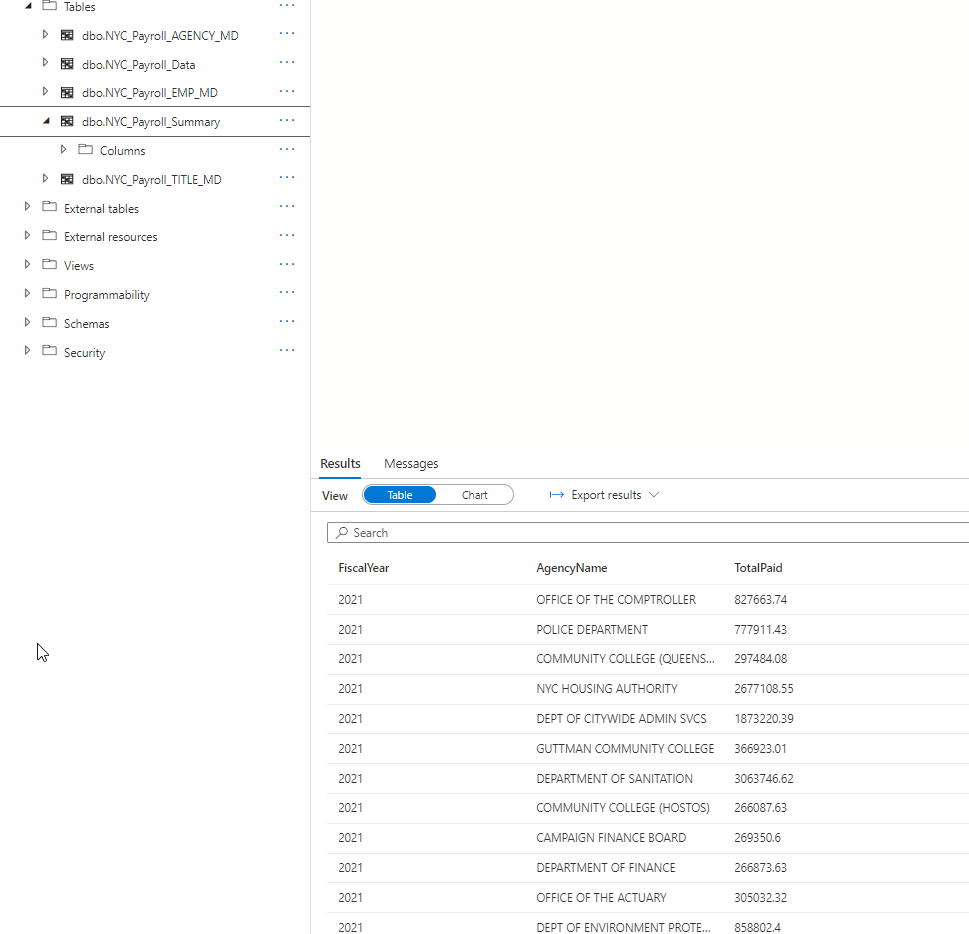 Tables ...
dbo.NYC_Payroll_AGENCY_MD ...
dbo.NYC_Payroll_Data ...
dbo.NYC_Payroll_EMP_MD ...
dbo.NYC_Payroll_Summary ...
Columns ...
dbo.NYC_Payroll_TITLE_MD ...
External tables ...
External resources ...
Views ...
Programmability ...
Schemas ...
Security ...
Results Messages
View Table Chart Export results
Search
FiscalYear AgencyName TotalPaid
2021 OFFICE OF THE COMPTROLLER 827663.74
2021 POLICE DEPARTMENT 777911.43
2021 COMMUNITY COLLEGE (QUEENS... 297484.08
2021 NYC HOUSING AUTHORITY 2677108.55
2021 DEPT OF CITYWIDE ADMIN SVCS 1873220.39
2021 GUTTMAN COMMUNITY COLLEGE 366923.01
2021 DEPARTMENT OF SANITATION 3063746.62
2021 COMMUNITY COLLEGE (HOSTOS) 266087.63
2021 CAMPAIGN FINANCE BOARD 269350.6
2021 DEPARTMENT OF FINANCE 266873.63
2021 OFFICE OF THE ACTUARY 305032.32
2021 DEPT OF ENVIRONMENT PROTE... 858802.4